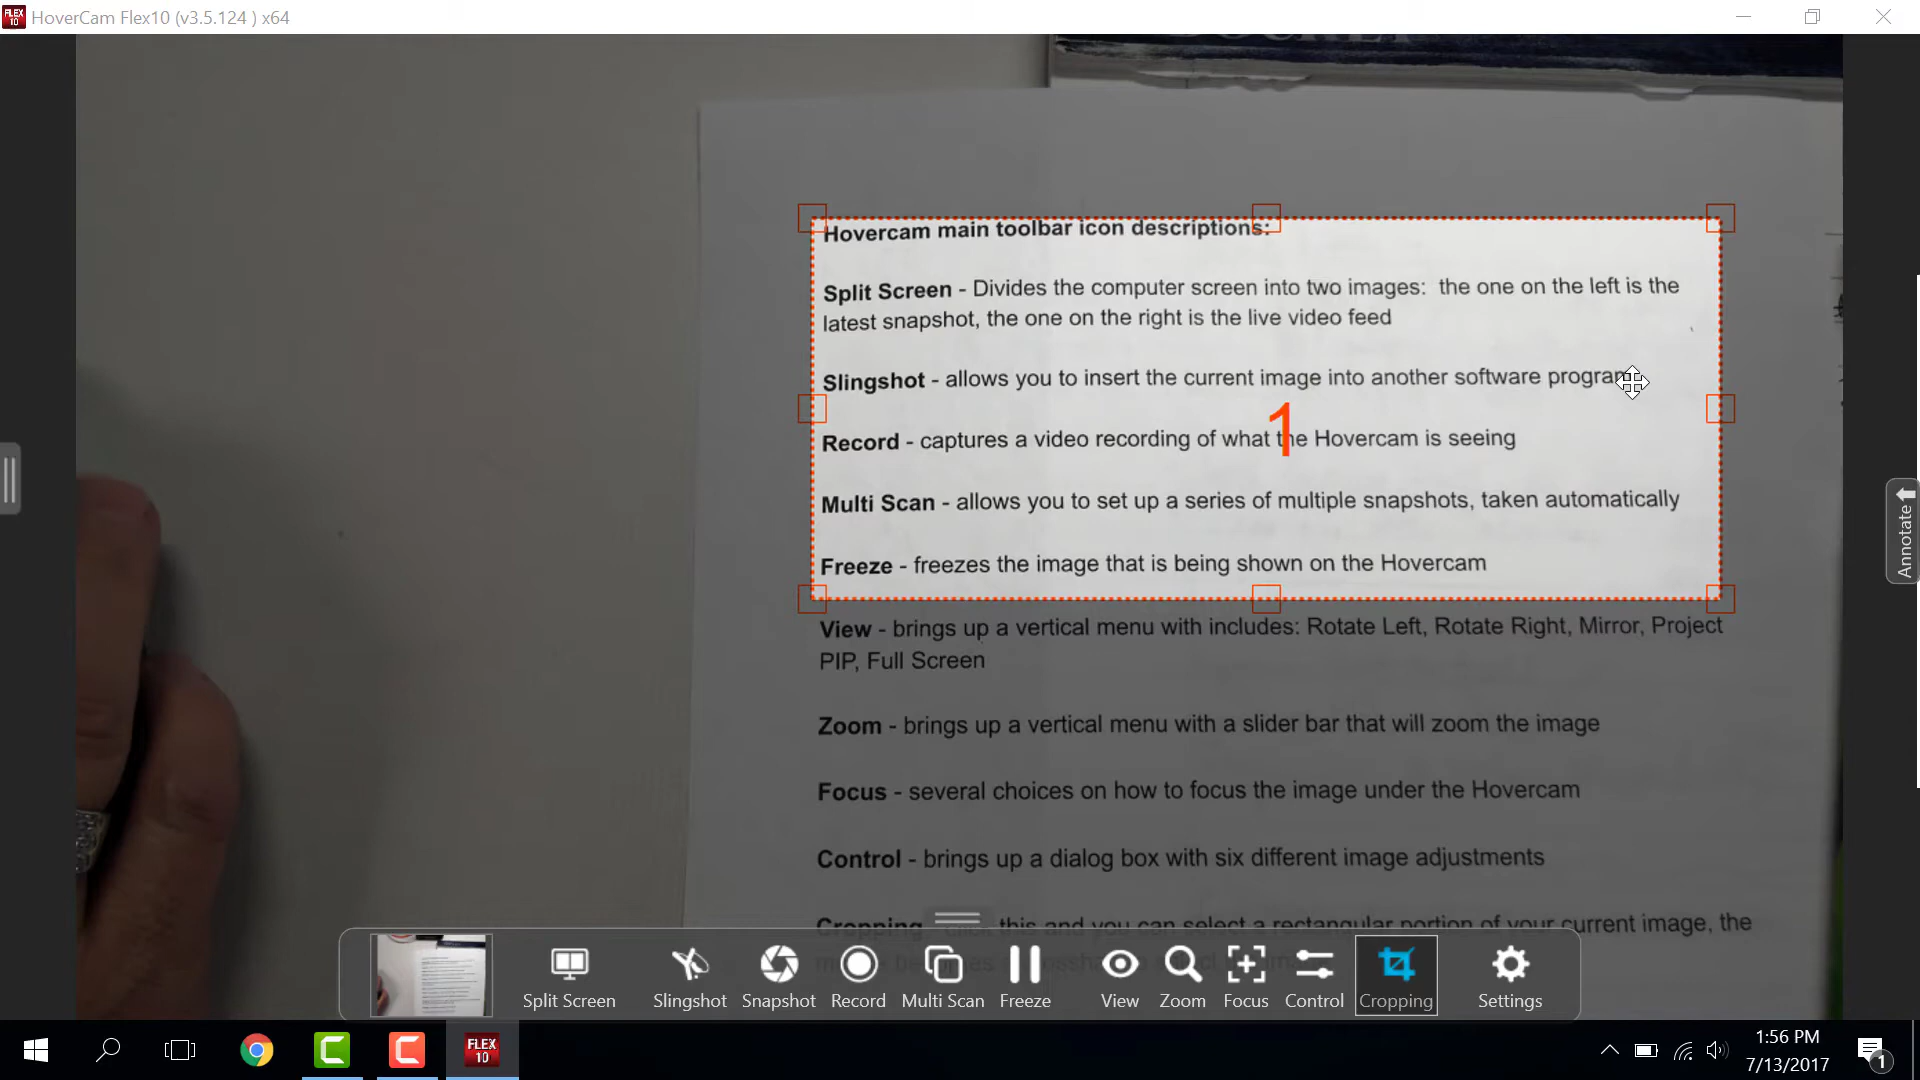 HoverCam Flex10 (v3.5.124 ) x64
Hovercam main toolbar icon descriptions:
Split Screen - Divides the computer screen into two images: the one on the left is the
latest snapshot, the one on the right is the live video feed
Slingshot - allows you to insert the current image into another software program
1
Record - captures a video recording of what the Hovercam is seeing
Multi Scan - allows you to set up a series of multiple snapshots, taken automatically
Freeze - freezes the image that is being shown on the Hovercam
View - brings up a vertical menu with includes: Rotate Left, Rotate Right, Mirror, Project
PIP, Full Screen
Zoom - brings up a vertical menu with a slider bar that will zoom the image
Focus - several choices on how to focus the image under the Hovercam
Control - brings up a dialog box with six different image adjustments
Cropping - click this and you can select a rectangular portion of your current image, the
Annotate
Split Screen Slingshot Snapshot Record Multi Scan Freeze View Zoom Focus Control Cropping Settings
FLEX
10
1:56 PM
7/13/2017
1